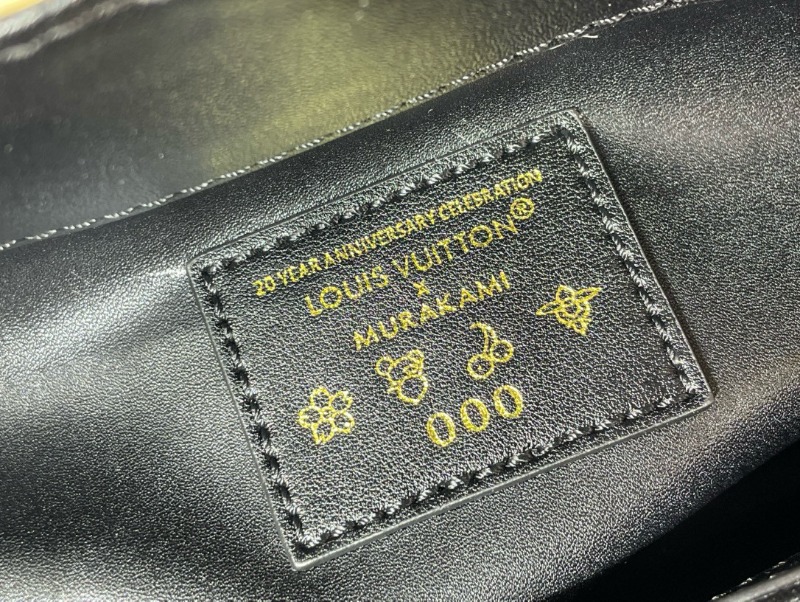 20 YEAR ANNIVERSARY CELEBRATION
LOUIS VUITTON®
×
MURAKAMI
000